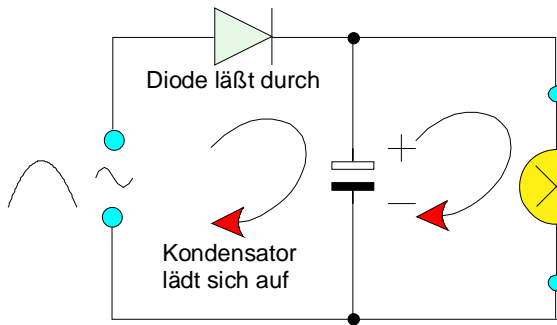 Diode läßt durch
+
–
Kondensator
lädt sich auf